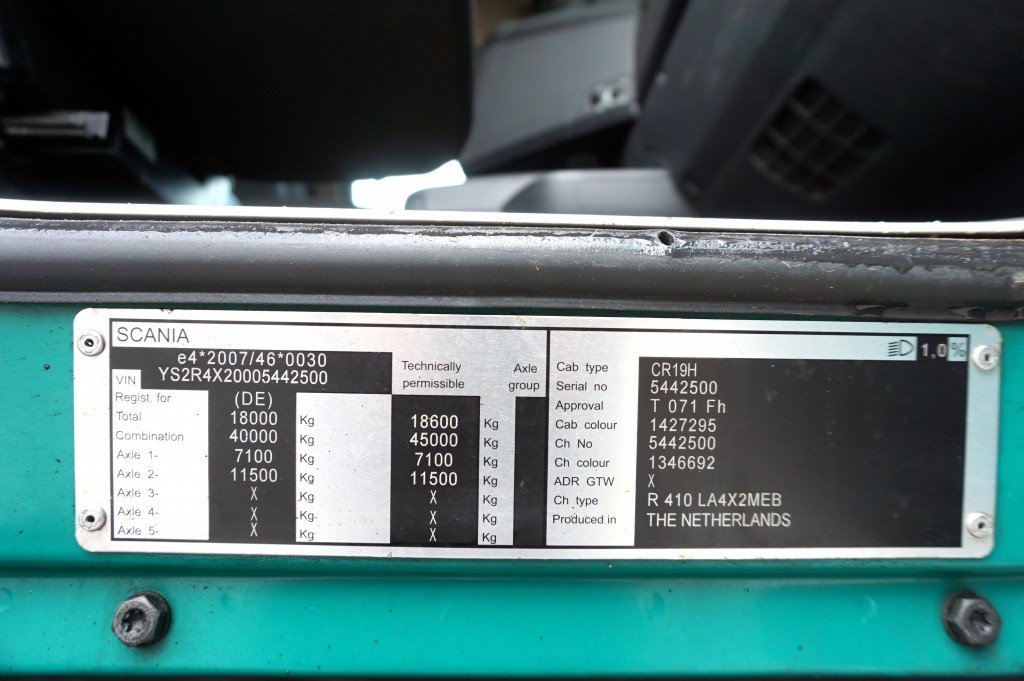 SCANIA
1,0 %
e4*2007/46*0030
VIN YS2R4X20005442500
Technically permissible
Axle group
Regist. for (DE)
Total 18000 Kg 18600 Kg
Combination 40000 Kg 45000 Kg
Axle 1- 7100 Kg 7100 Kg
Axle 2- 11500 Kg 11500 Kg
Axle 3- X Kg X Kg
Axle 4- X Kg X Kg
Axle 5- X Kg X Kg
Cab type CR19H
Serial no 5442500
Approval T 071 Fh
Cab colour 1427295
Ch No 5442500
Ch colour 1346692
ADR GTW X
Ch type R 410 LA4X2MEB
Produced in THE NETHERLANDS